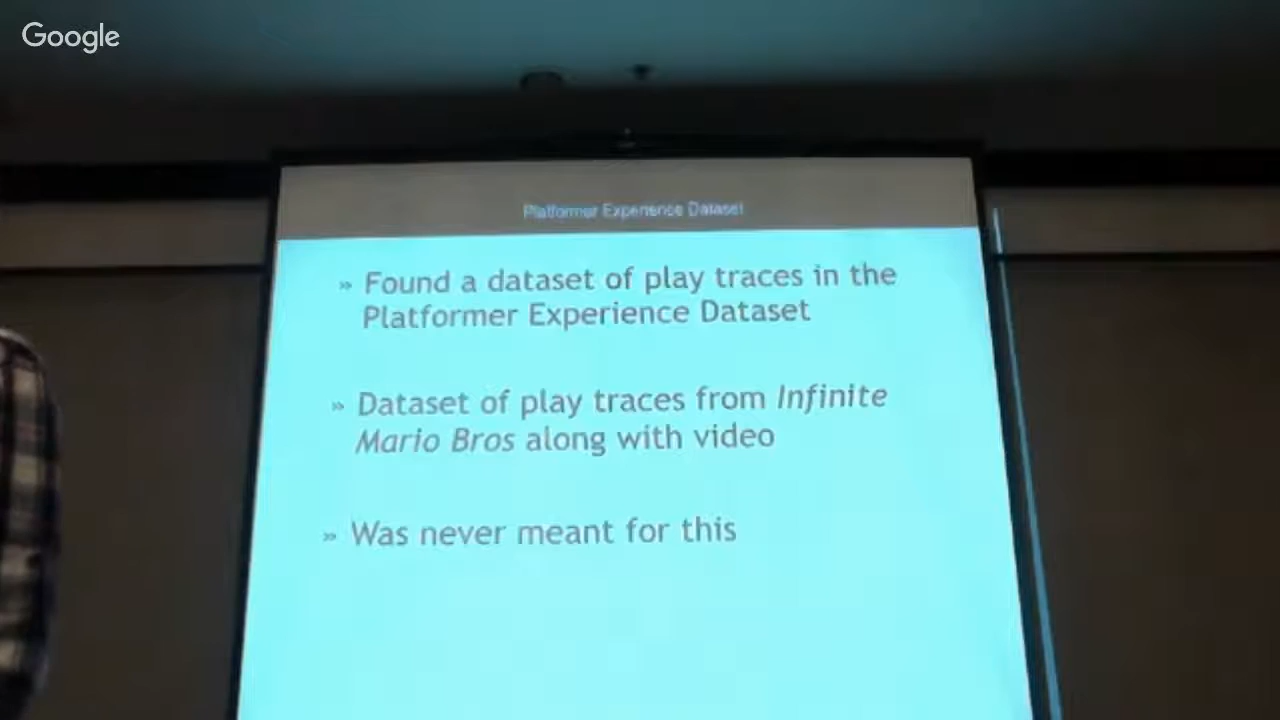 Google
Platformer Experience Dataset
» Found a dataset of play traces in the
Platformer Experience Dataset
» Dataset of play traces from Infinite
Mario Bros along with video
» Was never meant for this